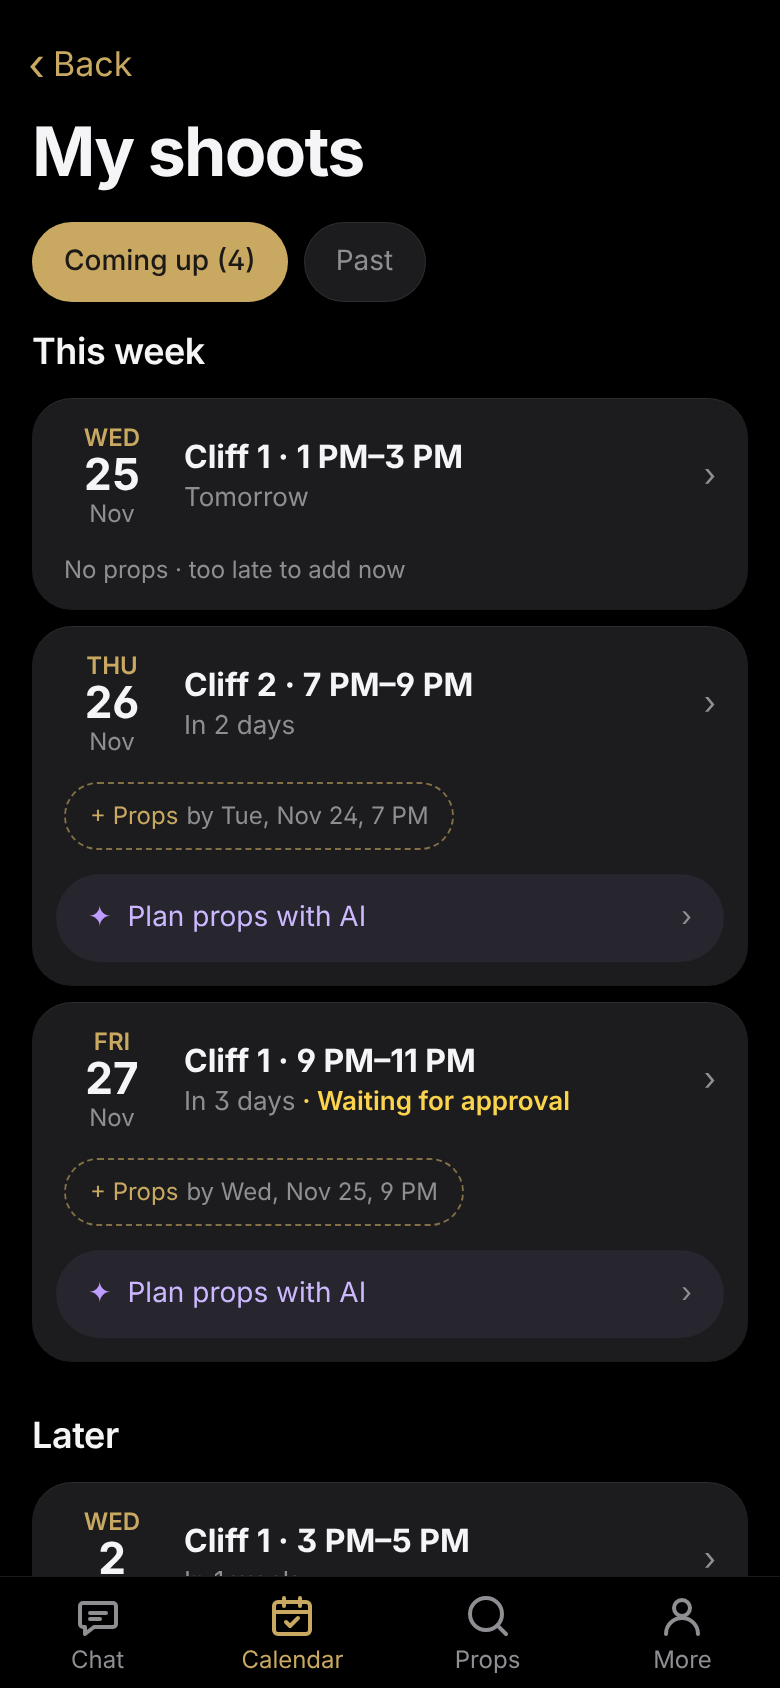 ‹ Back
My shoots
Coming up (4)
Past
This week
WED
25
Nov
Cliff 1 · 1 PM–3 PM
Tomorrow
No props · too late to add now
THU
26
Nov
Cliff 2 · 7 PM–9 PM
In 2 days
+ Props by Tue, Nov 24, 7 PM
Plan props with AI
FRI
27
Nov
Cliff 1 · 9 PM–11 PM
In 3 days · Waiting for approval
+ Props by Wed, Nov 25, 9 PM
Plan props with AI
Later
WED
2
Cliff 1 · 3 PM–5 PM
Chat
Calendar
Props
More